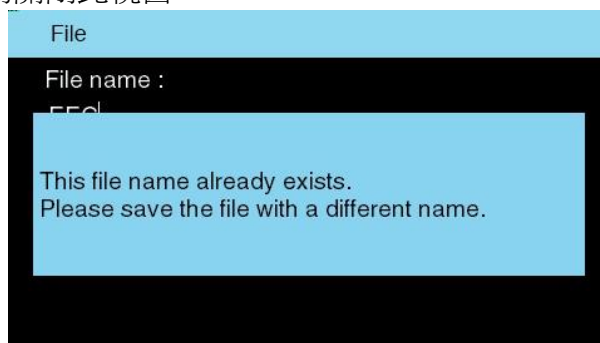 File
File name :
This file name already exists.
Please save the file with a different name.